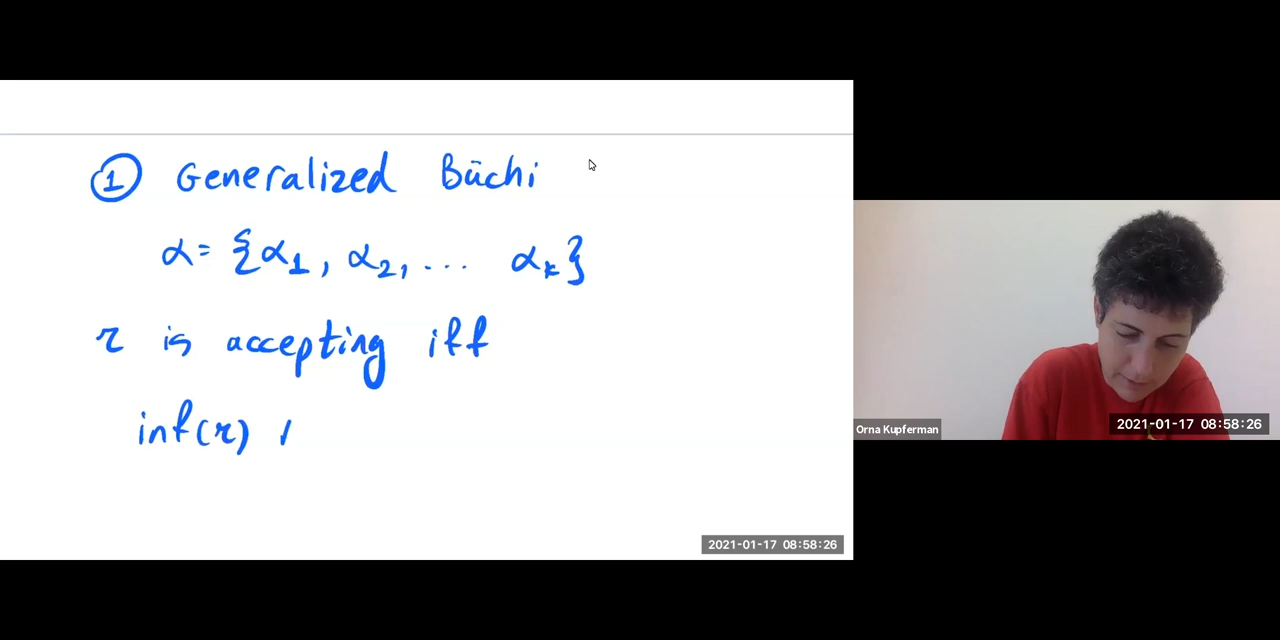 ① Generalized Büchi
α = {α1, α2, ... αk}
r is accepting iff
inf(r)
Orna Kupferman
2021-01-17 08:58:26
2021-01-17 08:58:26